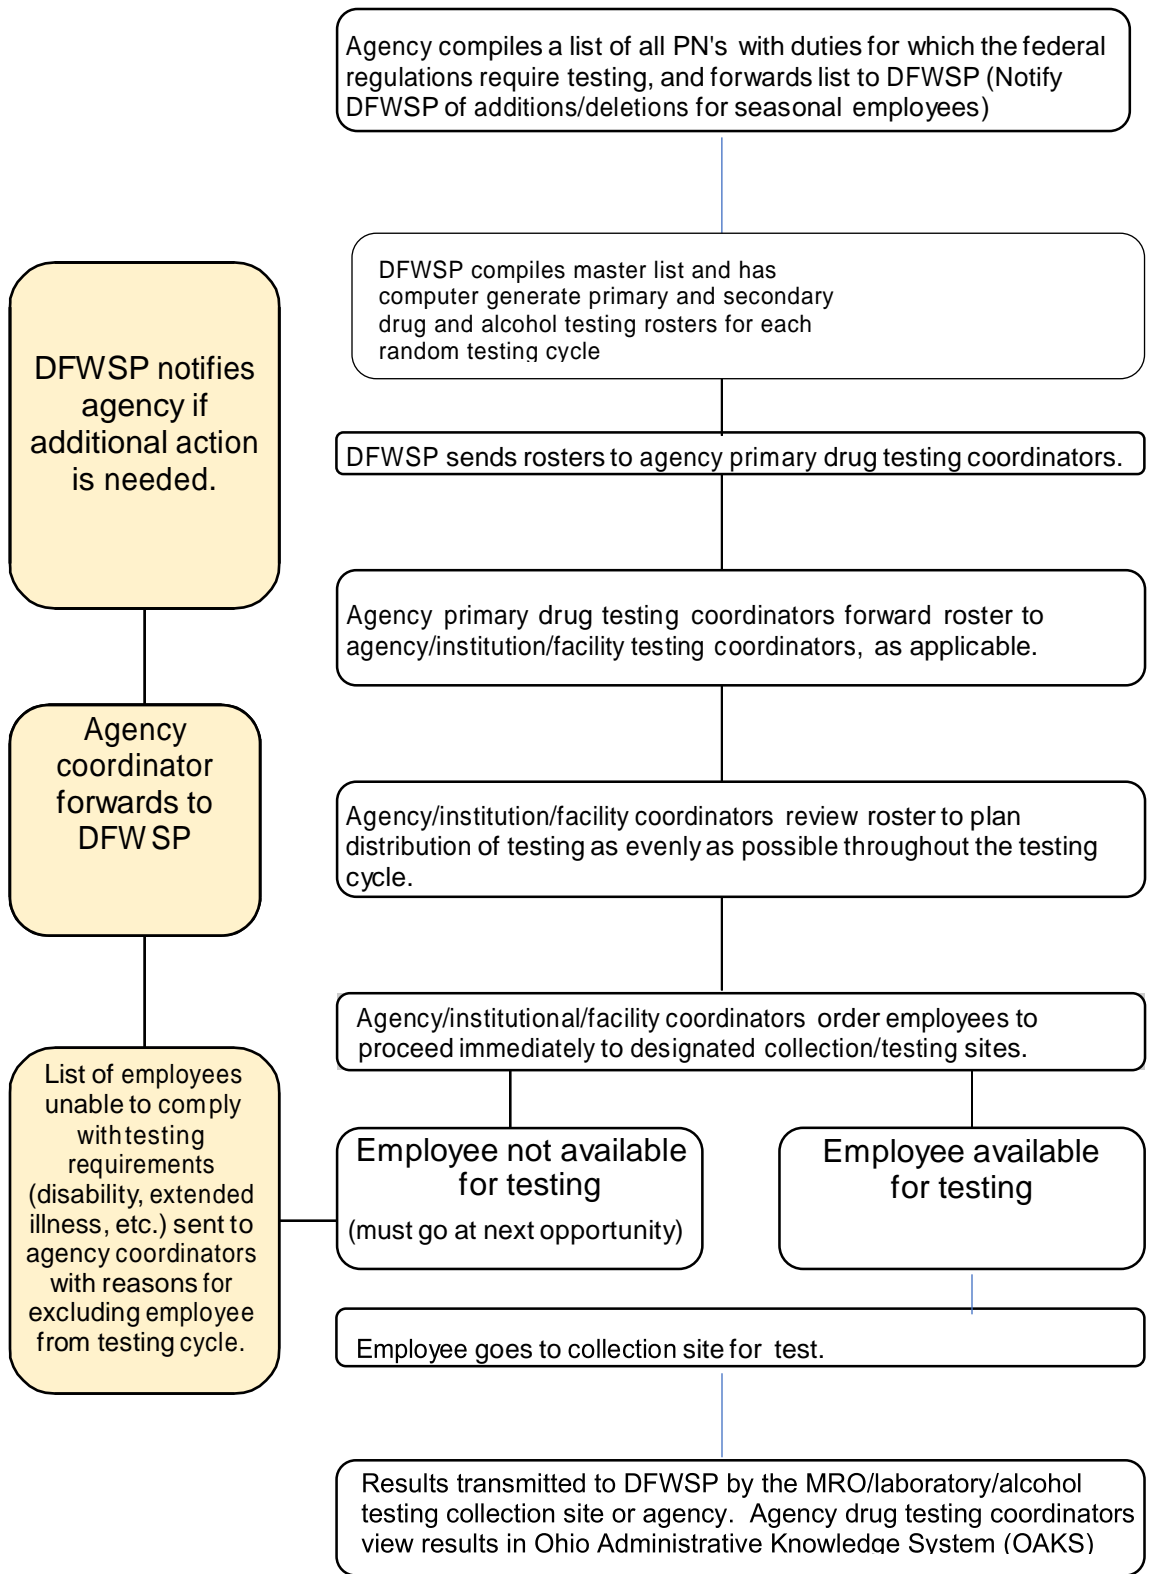 Agency compiles a list of all PN's with duties for which the federal
regulations require testing, and forwards list to DFWSP (Notify
DFWSP of additions/deletions for seasonal employees)
DFWSP compiles master list and has
computer generate primary and secondary
drug and alcohol testing rosters for each
random testing cycle
DFWSP sends rosters to agency primary drug testing coordinators.
Agency primary drug testing coordinators forward roster to
agency/institution/facility testing coordinators, as applicable.
Agency/institution/facility coordinators review roster to plan
distribution of testing as evenly as possible throughout the testing
cycle.
Agency/institutional/facility coordinators order employees to
proceed immediately to designated collection/testing sites.
Employee not available
for testing
(must go at next opportunity)
Employee available
for testing
Employee goes to collection site for test.
Results transmitted to DFWSP by the MRO/laboratory/alcohol
testing collection site or agency. Agency drug testing coordinators
view results in Ohio Administrative Knowledge System (OAKS)
List of employees
unable to comply
with testing
requirements
(disability, extended
illness, etc.) sent to
agency coordinators
with reasons for
excluding employee
from testing cycle.
Agency
coordinator
forwards to
DFWSP
DFWSP notifies
agency if
additional action
is needed.